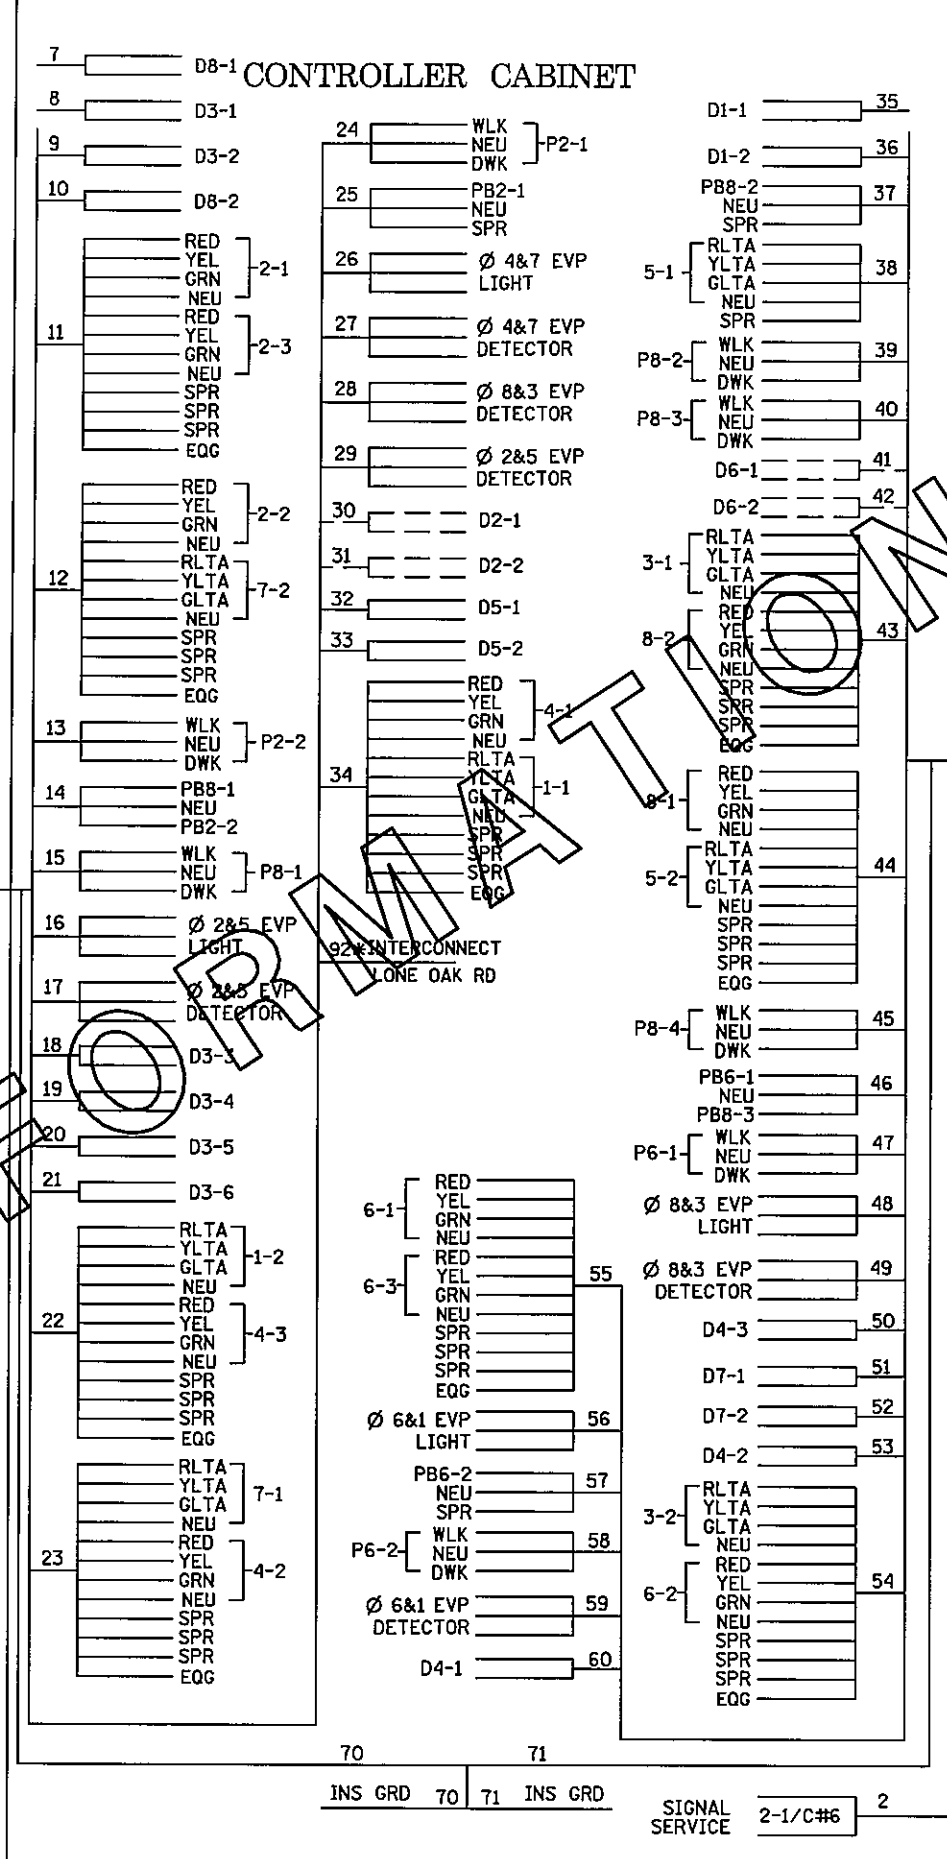 CONTROLLER CABINET
7 D8-1
8 D3-1
9 D3-2
10 D8-2
11
RED
YEL
GRN
NEU
2-1
RED
YEL
GRN
NEU
2-3
SPR
SPR
SPR
EQG
12
RED
YEL
GRN
NEU
2-2
RLTA
YLTA
GLTA
NEU
7-2
SPR
SPR
SPR
EQG
13
WLK
NEU
DWK
P2-2
14
PB8-1
NEU
PB2-2
15
WLK
NEU
DWK
P8-1
16
Ø 2&5 EVP
LIGHT
17
Ø 2&5 EVP
DETECTOR
18 D3-3
19 D3-4
20 D3-5
21 D3-6
22
RLTA
YLTA
GLTA
NEU
1-2
RED
YEL
GRN
NEU
4-3
SPR
SPR
SPR
EQG
23
RLTA
YLTA
GLTA
NEU
7-1
RED
YEL
GRN
NEU
4-2
SPR
SPR
SPR
EQG
24
WLK
NEU
DWK
P2-1
25
PB2-1
NEU
SPR
26
Ø 4&7 EVP
LIGHT
27
Ø 4&7 EVP
DETECTOR
28
Ø 8&3 EVP
DETECTOR
29
Ø 2&5 EVP
DETECTOR
30 D2-1
31 D2-2
32 D5-1
33 D5-2
34
RED
YEL
GRN
NEU
4-1
RLTA
YLTA
GLTA
NEU
1-1
SPR
SPR
SPR
EQG
92*INTERCONNECT
LONE OAK RD
6-1
RED
YEL
GRN
NEU
6-3
RED
YEL
GRN
NEU
SPR
SPR
SPR
EQG
55
Ø 6&1 EVP
LIGHT
56
PB6-2
NEU
SPR
57
P6-2
WLK
NEU
DWK
58
Ø 6&1 EVP
DETECTOR
59
D4-1 60
D1-1 35
D1-2 36
PB8-2
NEU
SPR
37
5-1
RLTA
YLTA
GLTA
NEU
SPR
38
P8-2
WLK
NEU
DWK
39
P8-3
WLK
NEU
DWK
40
D6-1 41
D6-2 42
3-1
RLTA
YLTA
GLTA
NEU
8-2
RED
YEL
GRN
NEU
SPR
SPR
SPR
EQG
43
8-1
RED
YEL
GRN
NEU
5-2
RLTA
YLTA
GLTA
NEU
SPR
SPR
SPR
EQG
44
P8-4
WLK
NEU
DWK
45
PB6-1
NEU
PB8-3
46
P6-1
WLK
NEU
DWK
47
Ø 8&3 EVP
LIGHT
48
Ø 8&3 EVP
DETECTOR
49
D4-3 50
D7-1 51
D7-2 52
D4-2 53
3-2
RLTA
YLTA
GLTA
NEU
6-2
RED
YEL
GRN
NEU
SPR
SPR
SPR
EQG
54
70 71
INS GRD 70 71 INS GRD
SIGNAL
SERVICE
2-1/C#6 2
ORMATION